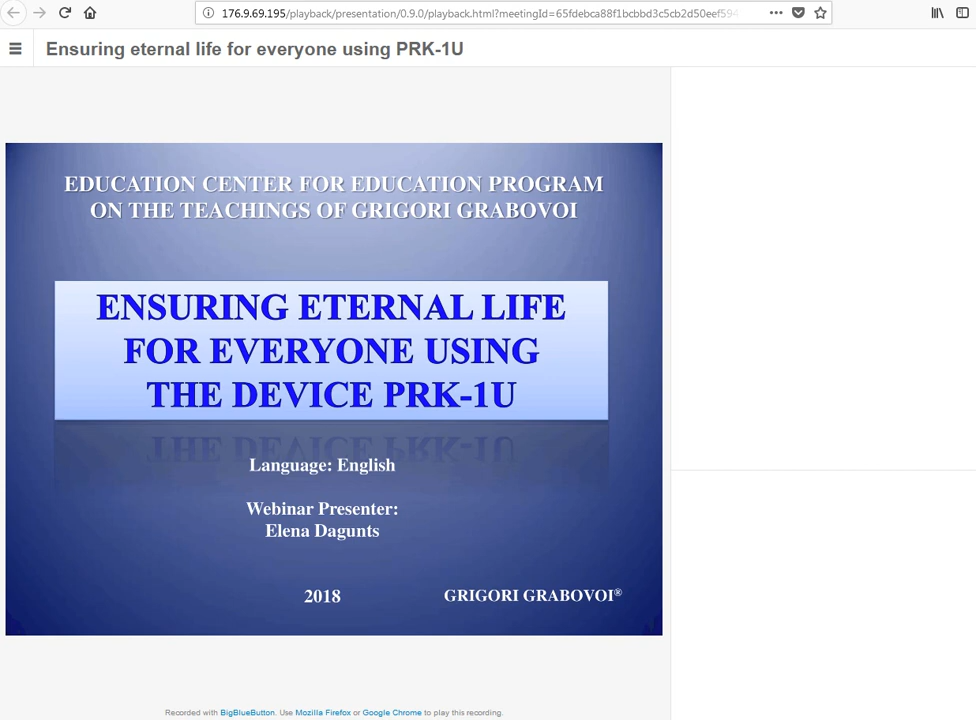 176.9.69.195/playback/presentation/0.9.0/playback.html?meetingId=65fdebca88f1bcbbd3c5cb2d50eef594
Ensuring eternal life for everyone using PRK-1U
EDUCATION CENTER FOR EDUCATION PROGRAM
ON THE TEACHINGS OF GRIGORI GRABOVOI
ENSURING ETERNAL LIFE
FOR EVERYONE USING
THE DEVICE PRK-1U
Language: English
Webinar Presenter:
Elena Dagunts
2018
GRIGORI GRABOVOI®
Recorded with BigBlueButton. Use Mozilla Firefox or Google Chrome to play this recording.